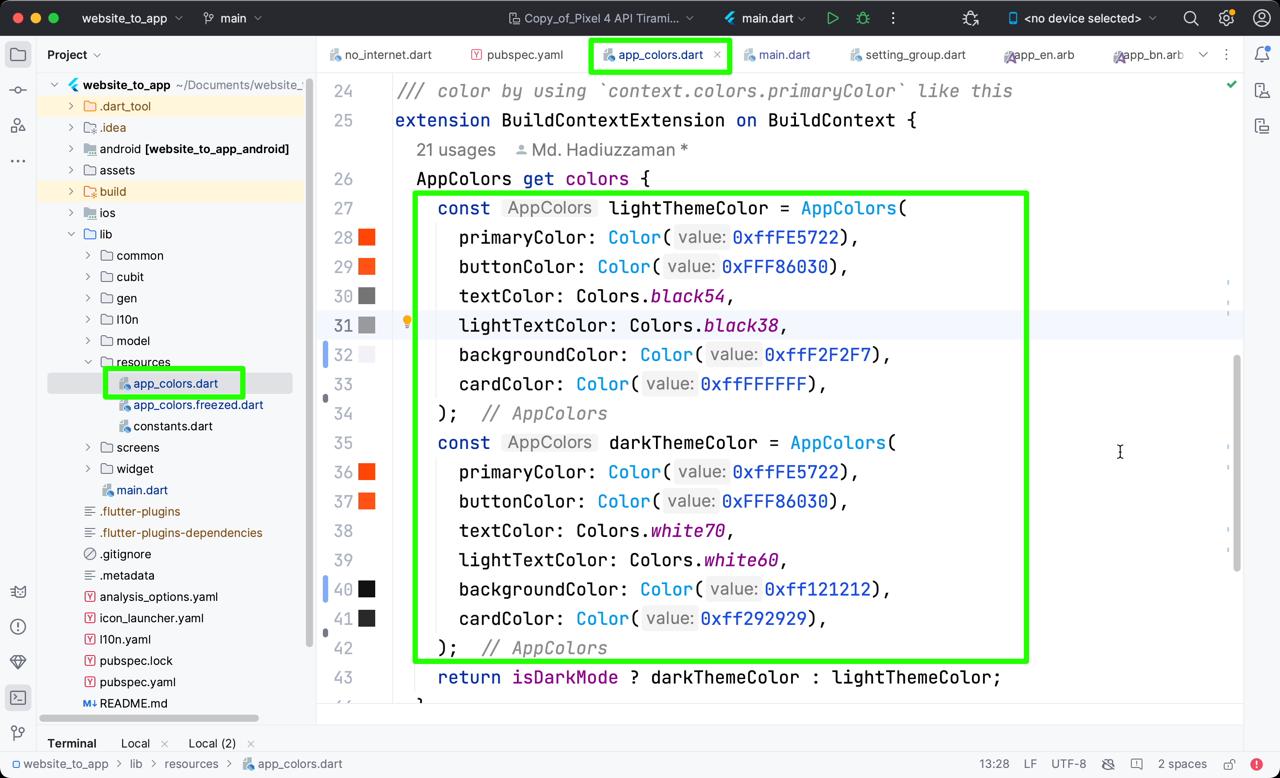 website_to_app
main
Copy_of_Pixel 4 API Tirami...
main.dart
<no device selected>
Project
no_internet.dart
pubspec.yaml
app_colors.dart
main.dart
setting_group.dart
app_en.arb
app_bn.arb
website_to_app ~/Documents/website_
.dart_tool
.idea
android [website_to_app_android]
assets
build
ios
lib
common
cubit
gen
l10n
model
resources
app_colors.dart
app_colors.freezed.dart
constants.dart
screens
widget
main.dart
.flutter-plugins
.flutter-plugins-dependencies
.gitignore
.metadata
analysis_options.yaml
icon_launcher.yaml
l10n.yaml
pubspec.lock
pubspec.yaml
README.md
24 /// color by using `context.colors.primaryColor` like this
25 extension BuildContextExtension on BuildContext {
21 usages Md. Hadiuzzaman *
26 AppColors get colors {
27 const AppColors lightThemeColor = AppColors(
28 primaryColor: Color( value: 0xffFE5722),
29 buttonColor: Color( value: 0xFFF86030),
30 textColor: Colors.black54,
31 lightTextColor: Colors.black38,
32 backgroundColor: Color( value: 0xffF2F2F7),
33 cardColor: Color( value: 0xffFFFFFF),
34 ); // AppColors
35 const AppColors darkThemeColor = AppColors(
36 primaryColor: Color( value: 0xffFE5722),
37 buttonColor: Color( value: 0xFFF86030),
38 textColor: Colors.white70,
39 lightTextColor: Colors.white60,
40 backgroundColor: Color( value: 0xff121212),
41 cardColor: Color( value: 0xff292929),
42 ); // AppColors
43 return isDarkMode ? darkThemeColor : lightThemeColor;
Terminal Local Local (2)
website_to_app > lib > resources > app_colors.dart
13:28 LF UTF-8 2 spaces